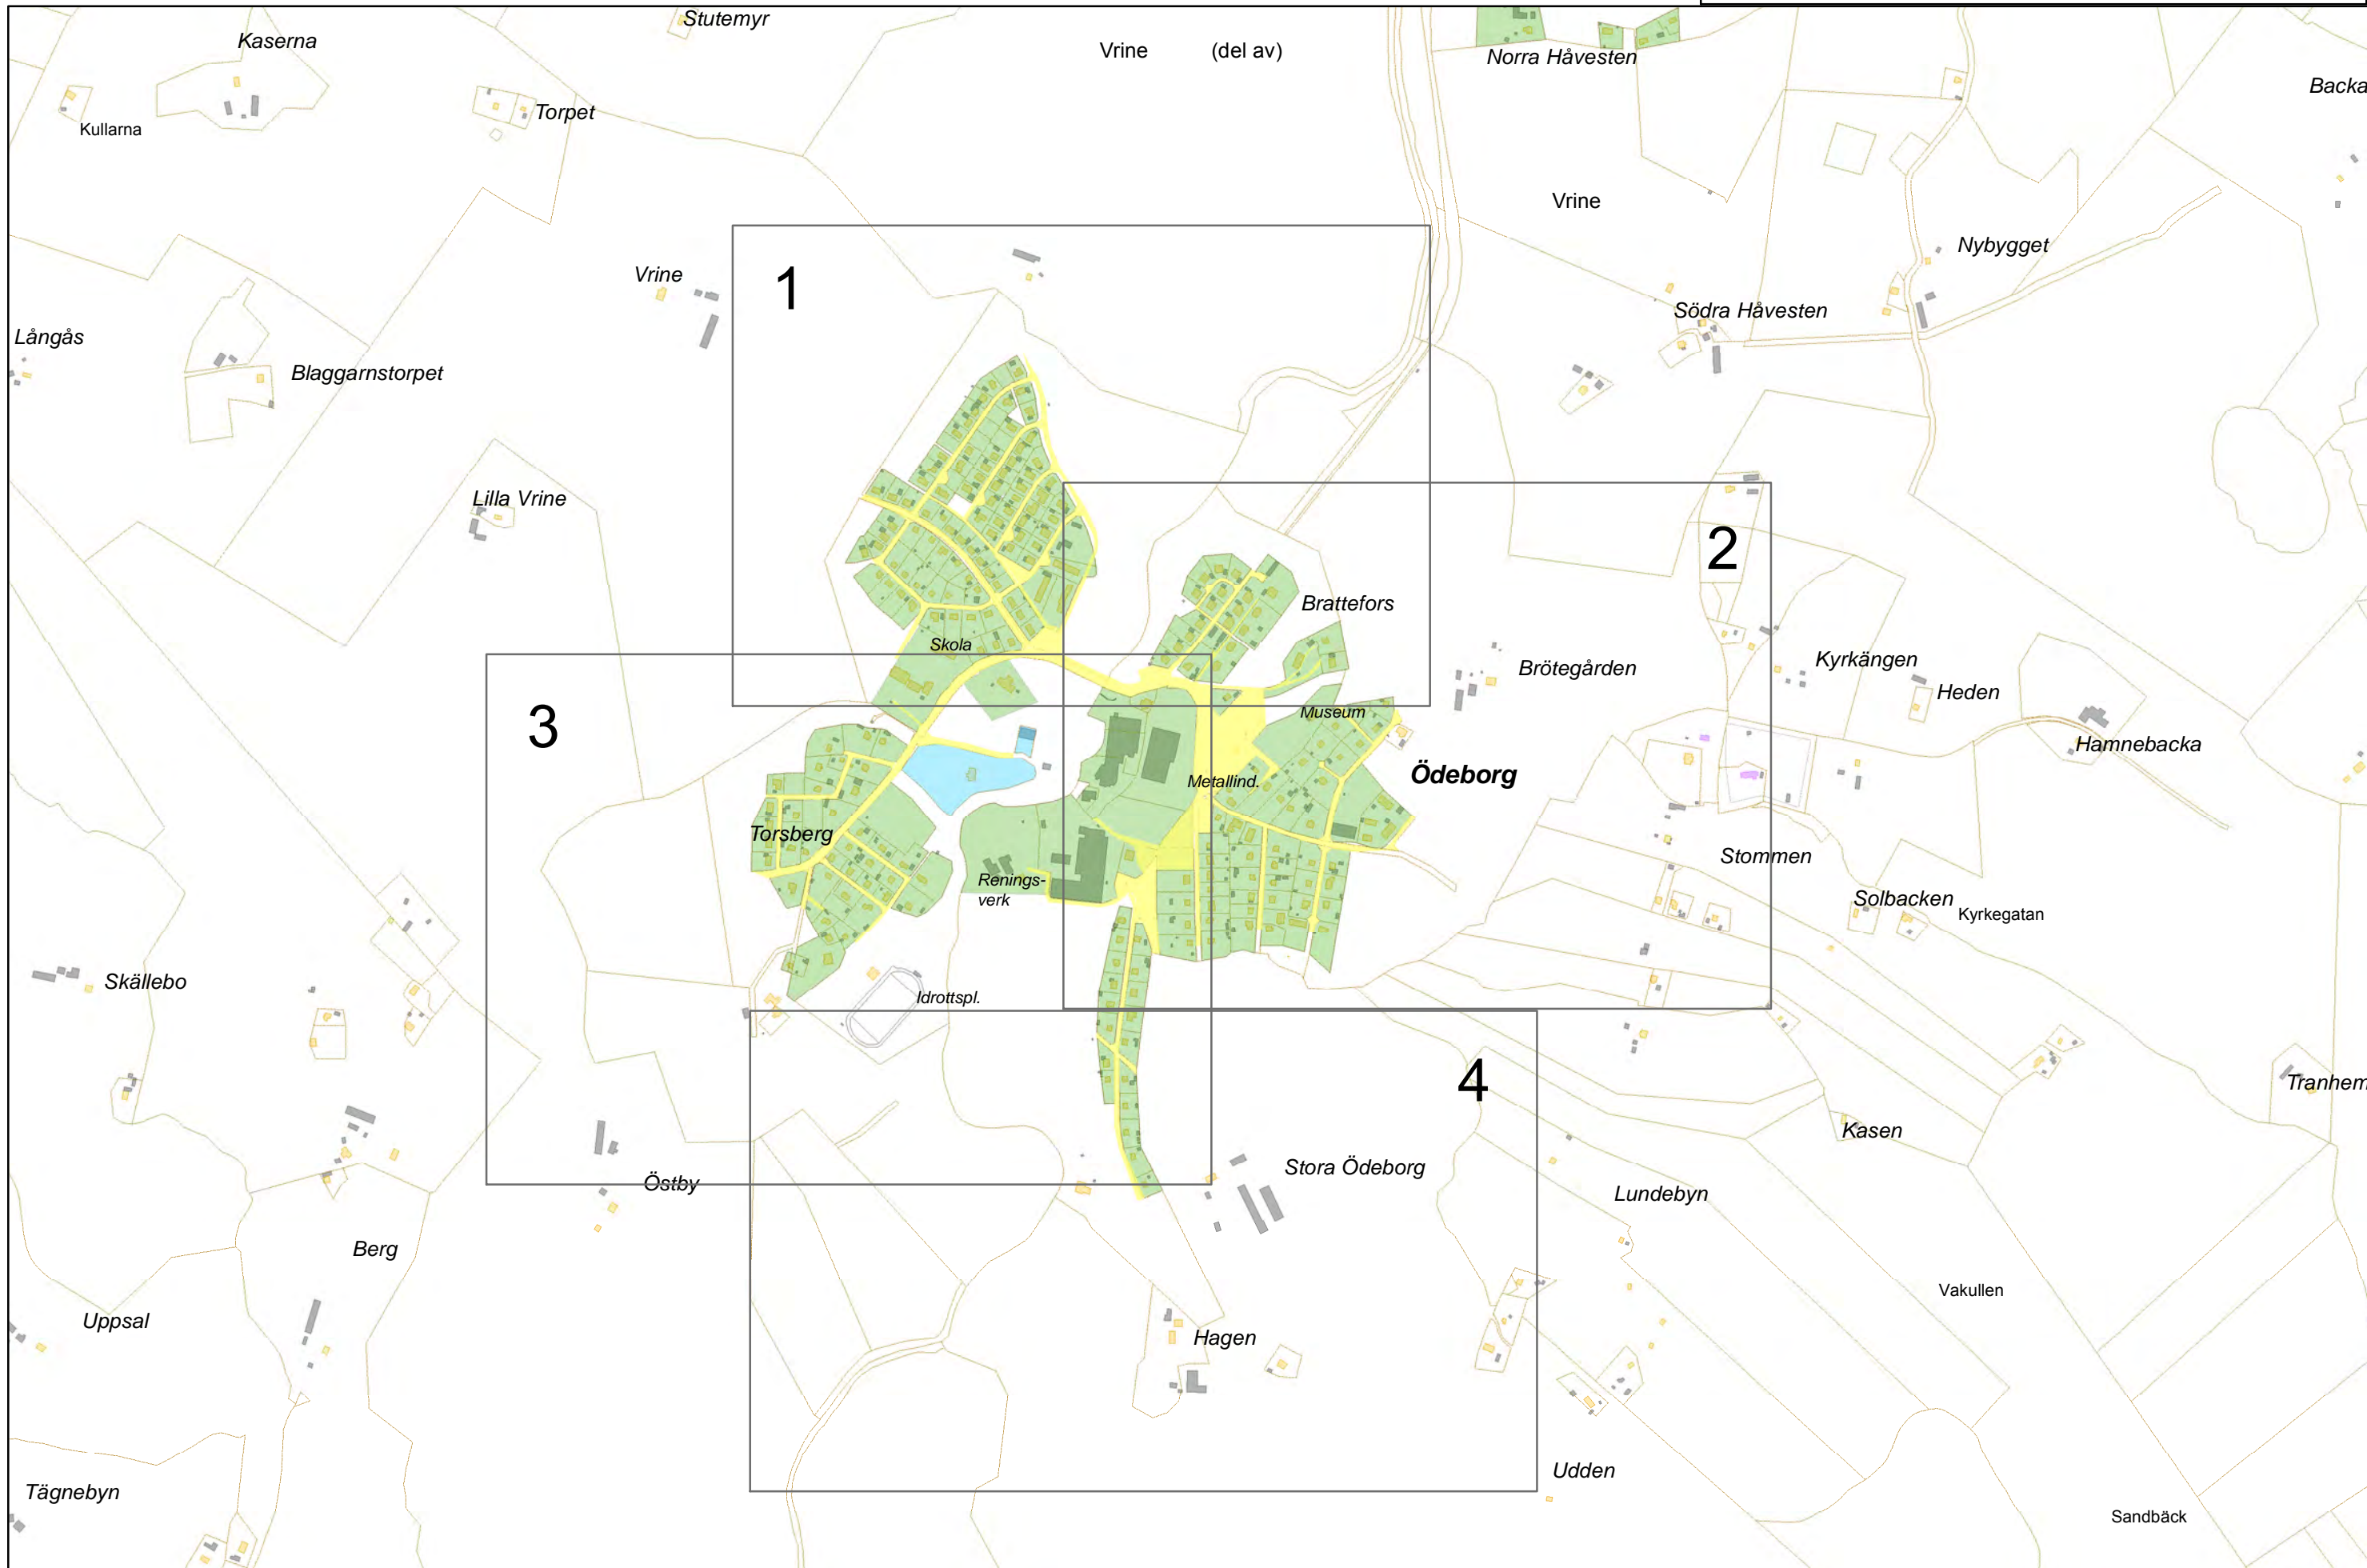 Stutemyr
Kaserna
Vrine (del av)
Norra Håvesten
Backa
Torpet
Kullarna
Vrine
Nybygget
Vrine
1
Södra Håvesten
Långås
Blaggarnstorpet
Lilla Vrine
2
Brattefors
Skola
Kyrkängen
Brötegården
Heden
3
Museum
Hamnebacka
Ödeborg
Metallind.
Torsberg
Stommen
Renings-
verk
Solbacken
Kyrkegatan
Skällebo
Idrottspl.
4
Tranhem
Kasen
Stora Ödeborg
Östby
Lundebyn
Berg
Vakullen
Uppsal
Hagen
Udden
Tägnebyn
Sandbäck